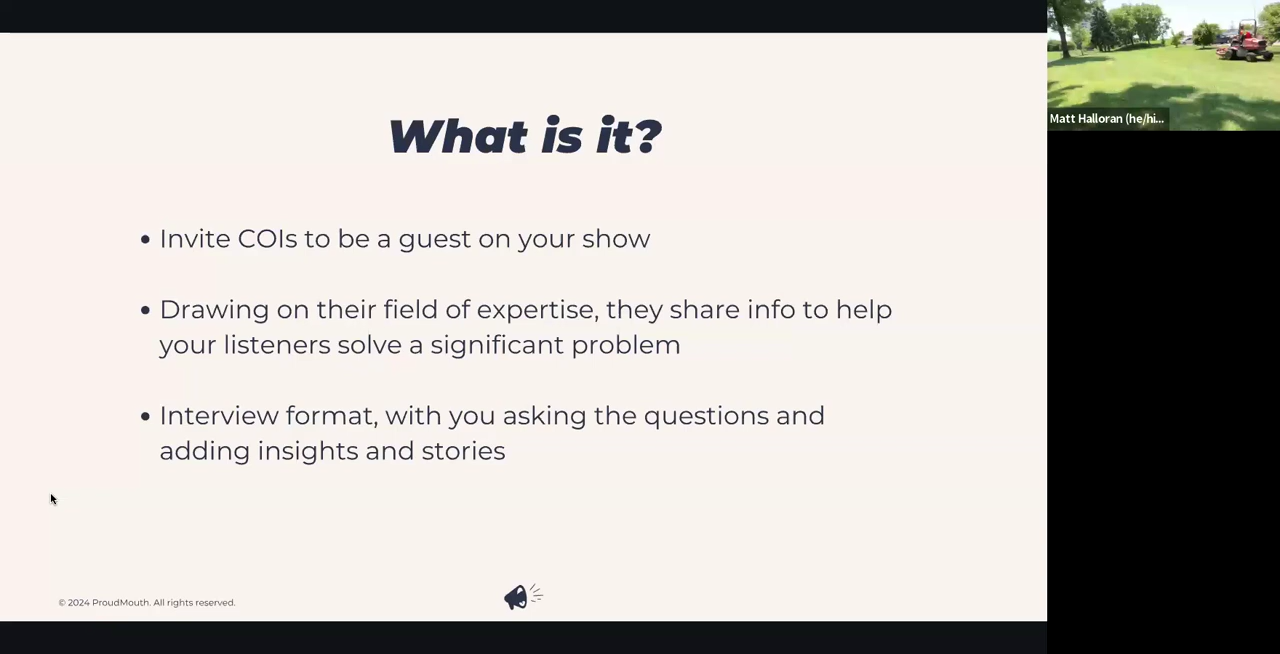 What is it?
• Invite COIs to be a guest on your show
• Drawing on their field of expertise, they share info to help
your listeners solve a significant problem
• Interview format, with you asking the questions and
adding insights and stories
© 2024 ProudMouth. All rights reserved.
Matt Halloran (he/hi...